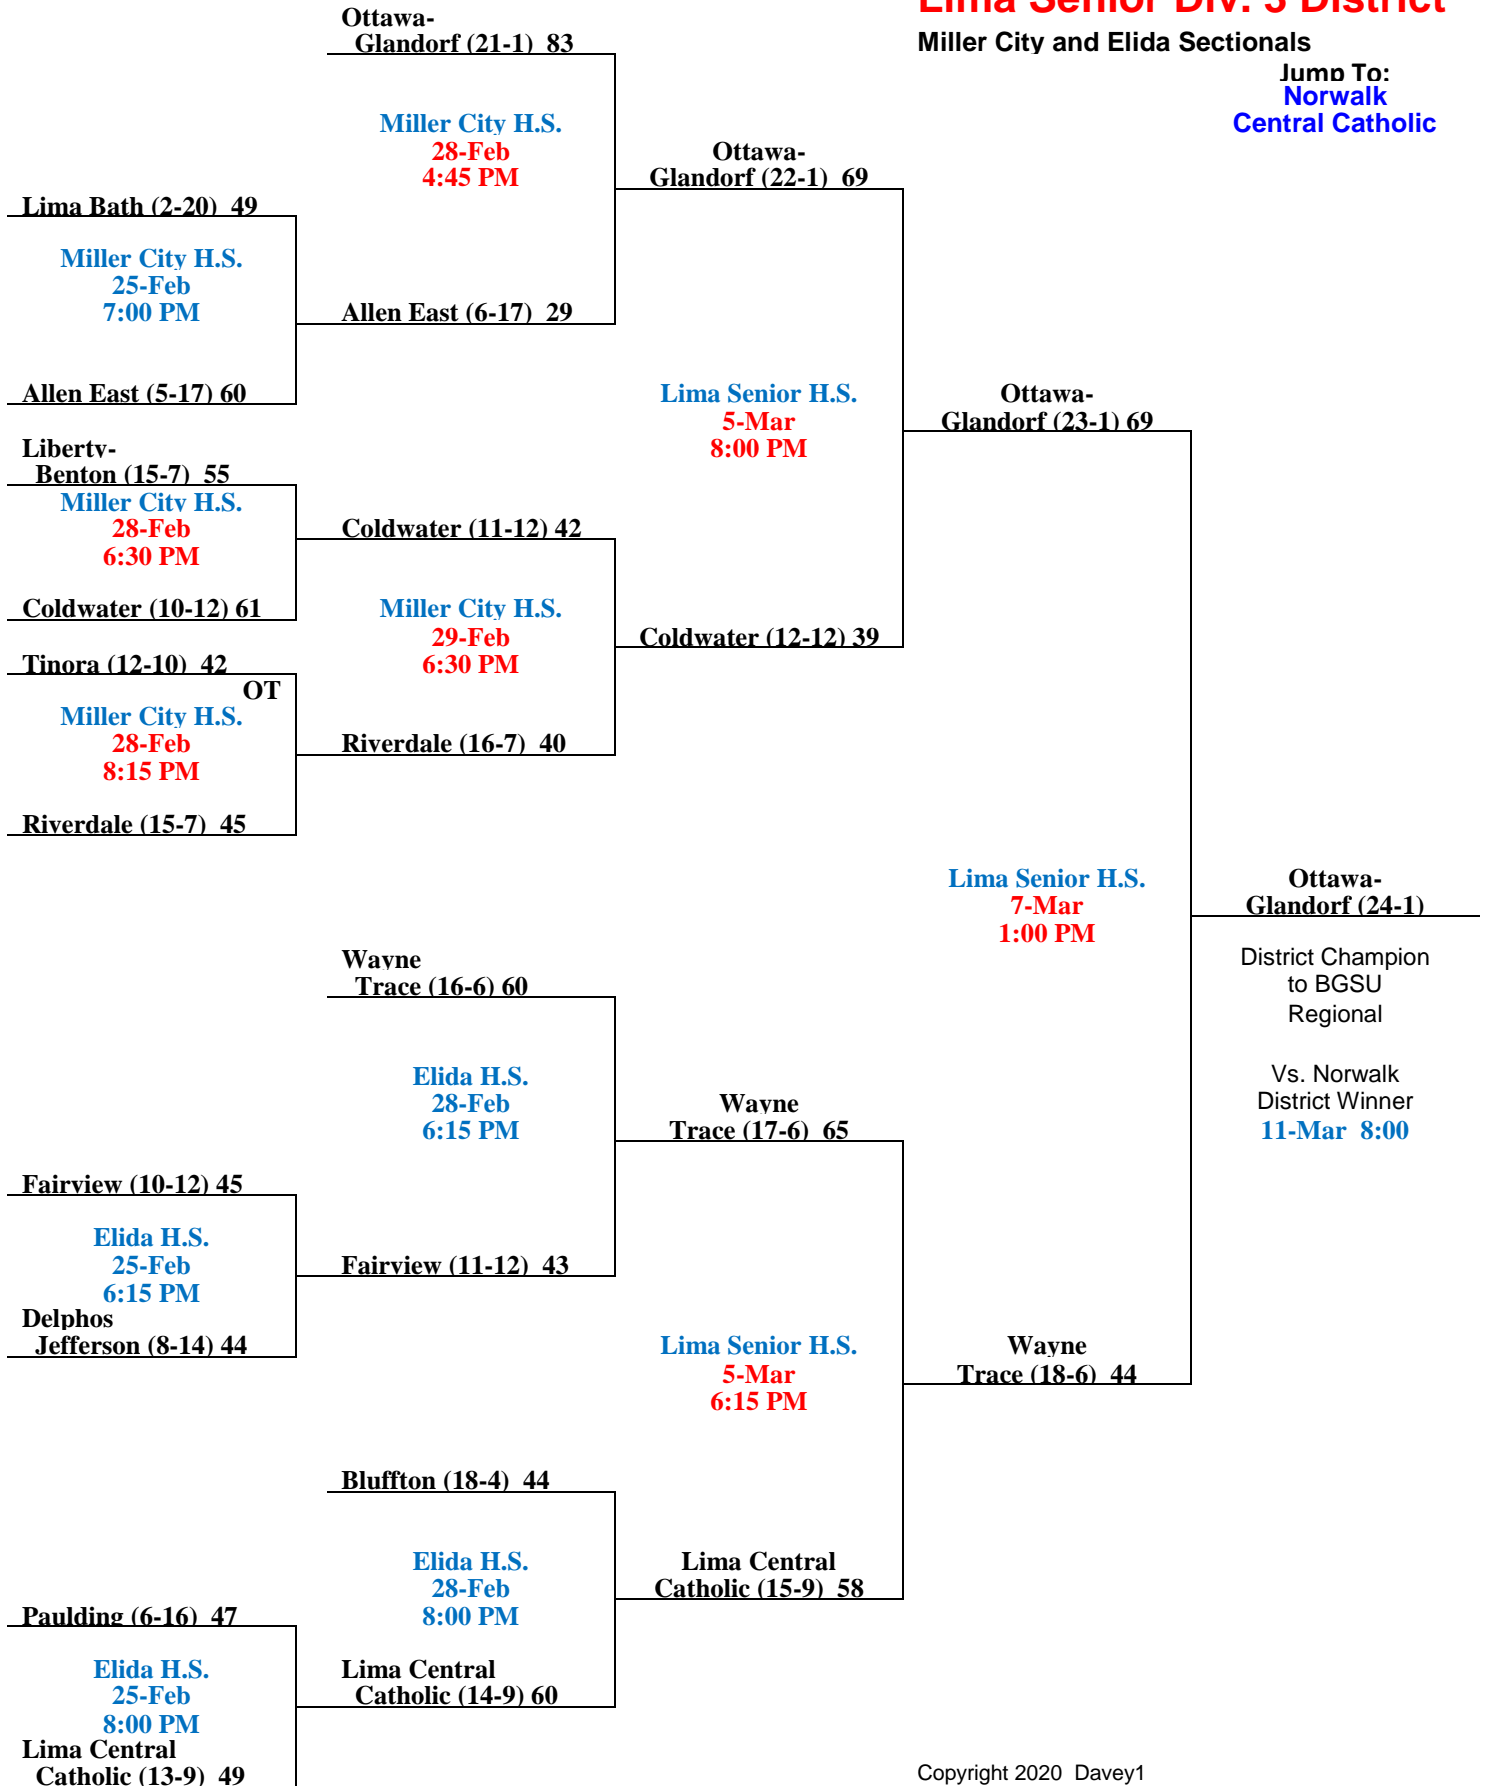 Lima Senior Div. 3 District
Miller City and Elida Sectionals
Jump To:
Norwalk
Central Catholic
Ottawa-
Glandorf (21-1) 83
Miller City H.S.
28-Feb
4:45 PM
Ottawa-
Glandorf (22-1) 69
Lima Bath (2-20) 49
Miller City H.S.
25-Feb
7:00 PM
Allen East (6-17) 29
Allen East (5-17) 60
Lima Senior H.S.
5-Mar
8:00 PM
Ottawa-
Glandorf (23-1) 69
Liberty-
Benton (15-7) 55
Miller City H.S.
28-Feb
6:30 PM
Coldwater (11-12) 42
Coldwater (10-12) 61
Miller City H.S.
29-Feb
6:30 PM
Coldwater (12-12) 39
Tinora (12-10) 42
OT
Miller City H.S.
28-Feb
8:15 PM
Riverdale (16-7) 40
Riverdale (15-7) 45
Lima Senior H.S.
7-Mar
1:00 PM
Ottawa-
Glandorf (24-1)
District Champion
to BGSU
Regional
Vs. Norwalk
District Winner
11-Mar 8:00
Wayne
Trace (16-6) 60
Elida H.S.
28-Feb
6:15 PM
Wayne
Trace (17-6) 65
Fairview (10-12) 45
Elida H.S.
25-Feb
6:15 PM
Fairview (11-12) 43
Delphos
Jefferson (8-14) 44
Lima Senior H.S.
5-Mar
6:15 PM
Wayne
Trace (18-6) 44
Bluffton (18-4) 44
Elida H.S.
28-Feb
8:00 PM
Lima Central
Catholic (15-9) 58
Paulding (6-16) 47
Elida H.S.
25-Feb
8:00 PM
Lima Central
Catholic (14-9) 60
Lima Central
Catholic (13-9) 49
Copyright 2020 Davey1